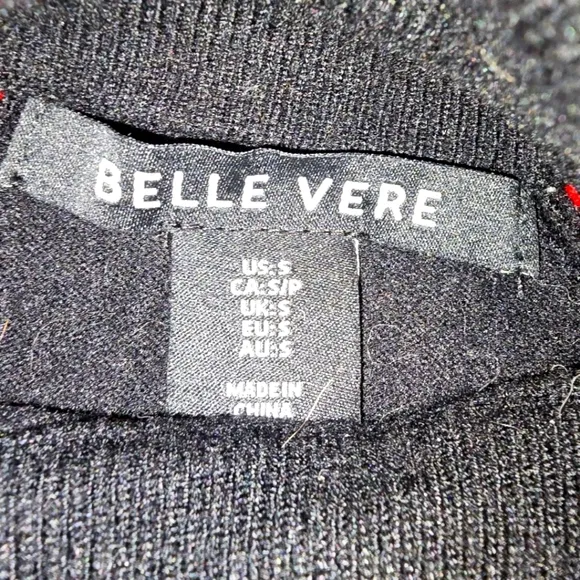 BELLE VERE
US:S
CA:S/P
UK:S
EU:S
AU:S
MADE IN
CHINA